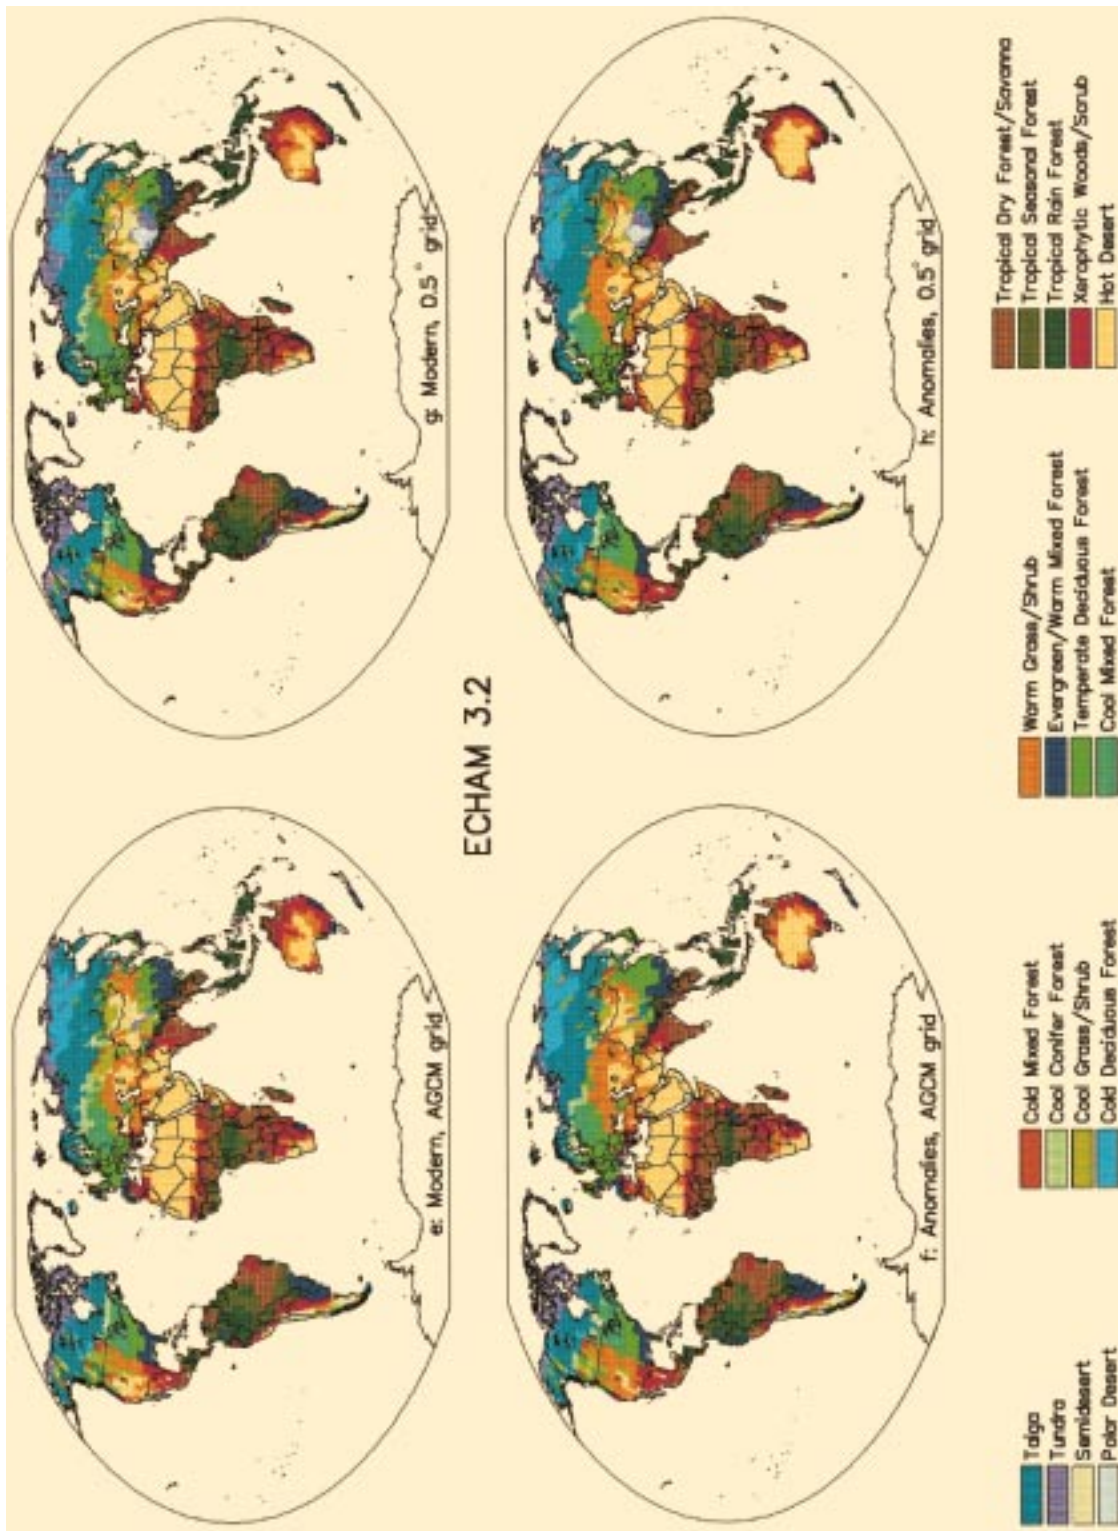 e: Modern, AGCM grid
g: Modern, 0.5° grid
ECHAM 3.2
f: Anomalies, AGCM grid
h: Anomalies, 0.5° grid
Taiga
Tundra
Semidesert
Polar Desert
Cold Mixed Forest
Cool Conifer Forest
Cool Grass/Shrub
Cold Deciduous Forest
Warm Grass/Shrub
Evergreen/Warm Mixed Forest
Temperate Deciduous Forest
Cool Mixed Forest
Tropical Dry Forest/Savanna
Tropical Seasonal Forest
Tropical Rain Forest
Xerophytic Woods/Scrub
Hot Desert